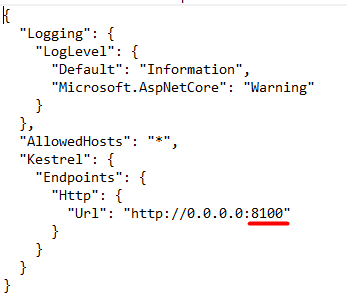 {
  "Logging": {
    "LogLevel": {
      "Default": "Information",
      "Microsoft.AspNetCore": "Warning"
    }
  },
  "AllowedHosts": "*",
  "Kestrel": {
    "Endpoints": {
      "Http": {
        "Url": "http://0.0.0.0:8100"
      }
    }
  }
}